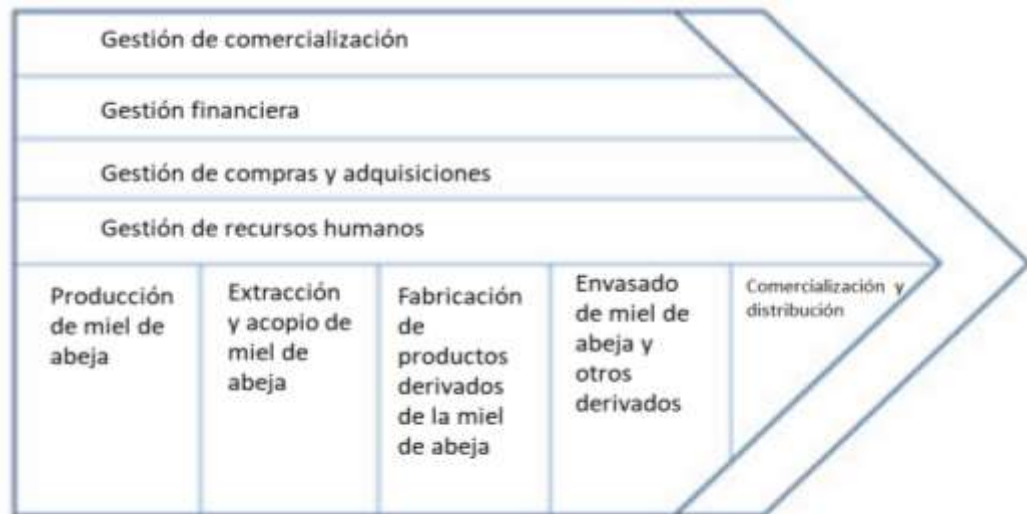 Gestión de comercialización
Gestión financiera
Gestión de compras y adquisiciones
Gestión de recursos humanos
Producción
de miel de
abeja
Extracción
y acopio de
miel de
abeja
Fabricación
de
productos
derivados
de la miel
de abeja
Envasado
de miel de
abeja y
otros
derivados
Comercialización y
distribución